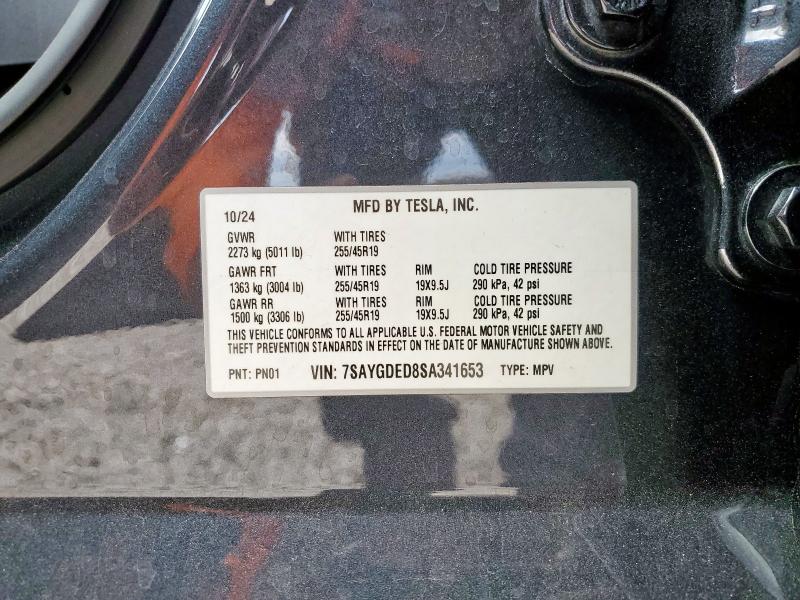 MFD BY TESLA, INC.
10/24
GVWR WITH TIRES
2273 kg (5011 lb) 255/45R19
GAWR FRT WITH TIRES RIM COLD TIRE PRESSURE
1363 kg (3004 lb) 255/45R19 19X9.5J 290 kPa, 42 psi
GAWR RR WITH TIRES RIM COLD TIRE PRESSURE
1500 kg (3306 lb) 255/45R19 19X9.5J 290 kPa, 42 psi
THIS VEHICLE CONFORMS TO ALL APPLICABLE U.S. FEDERAL MOTOR VEHICLE SAFETY AND
THEFT PREVENTION STANDARDS IN EFFECT ON THE DATE OF MANUFACTURE SHOWN ABOVE.
PNT: PN01 VIN: 7SAYGDED8SA341653 TYPE: MPV